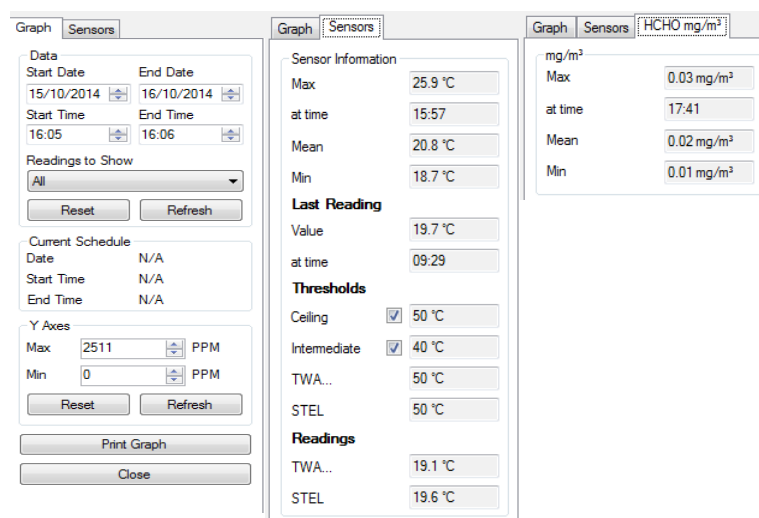 Graph Sensors
Data
Start Date End Date
15/10/2014 16/10/2014
Start Time End Time
16:05 16:06
Readings to Show
All
Reset Refresh
Current Schedule
Date N/A
Start Time N/A
End Time N/A
Y Axes
Max 2511 PPM
Min 0 PPM
Reset Refresh
Print Graph
Close
Graph Sensors
Sensor Information
Max 25.9 °C
at time 15:57
Mean 20.8 °C
Min 18.7 °C
Last Reading
Value 19.7 °C
at time 09:29
Thresholds
Ceiling 50 °C
Intermediate 40 °C
TWA... 50 °C
STEL 50 °C
Readings
TWA... 19.1 °C
STEL 19.6 °C
Graph Sensors HCHO mg/m³
mg/m³
Max 0.03 mg/m³
at time 17:41
Mean 0.02 mg/m³
Min 0.01 mg/m³